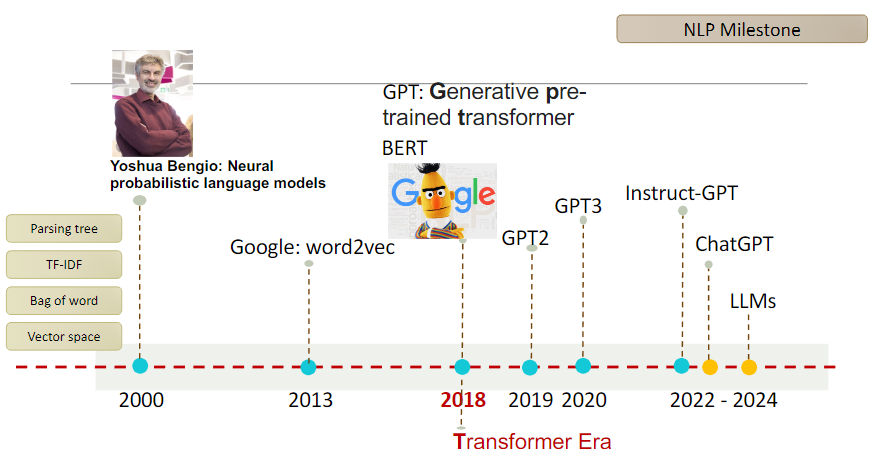 NLP Milestone
GPT: Generative pre-
trained transformer
BERT
Google
Yoshua Bengio: Neural
probabilistic language models
Parsing tree
TF-IDF
Bag of word
Vector space
Google: word2vec
GPT2
GPT3
Instruct-GPT
ChatGPT
LLMs
2000
2013
2018
2019
2020
2022 - 2024
Transformer Era